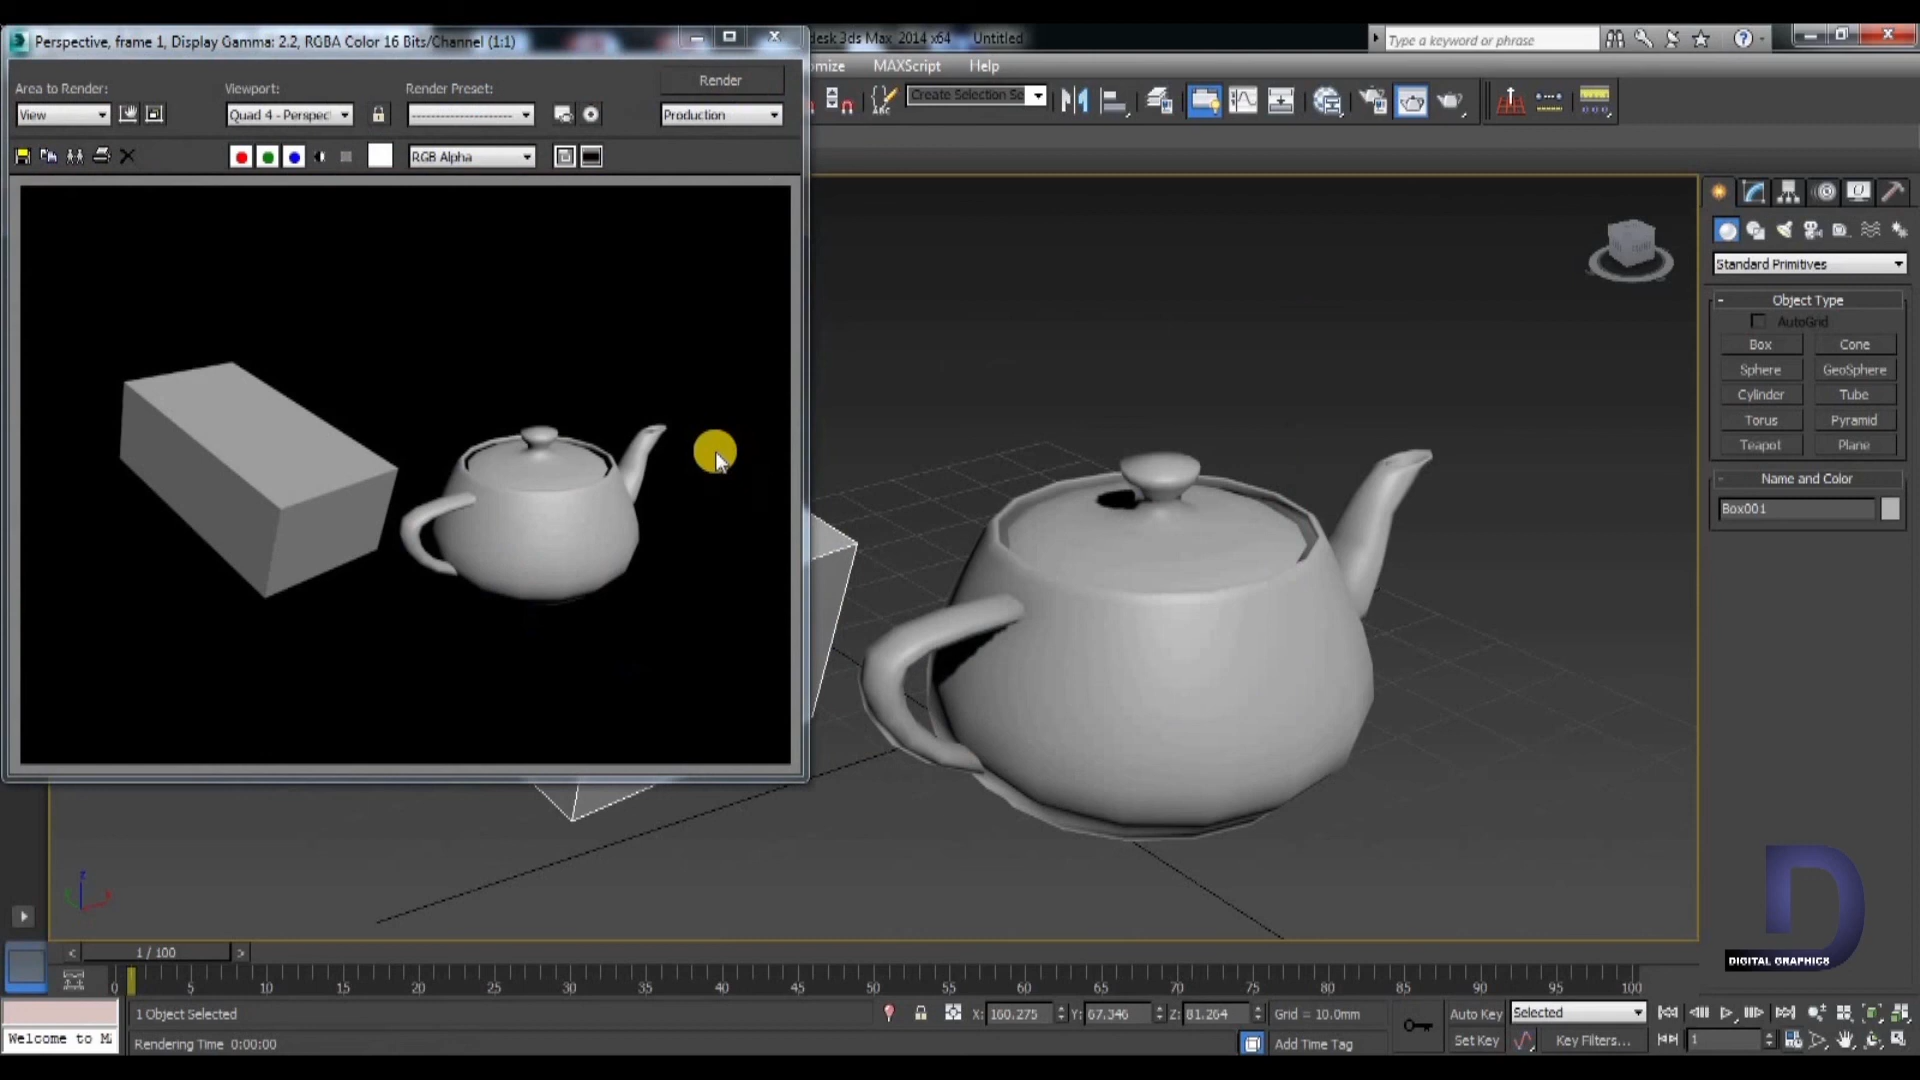 Perspective, frame 1, Display Gamma: 2.2, RGBA Color 16 Bits/Channel (1:1)
desk 3ds Max 2014 x64 Untitled
Type a keyword or phrase
omize MAXScript Help
Area to Render:
Viewport:
Render Preset:
Render
View
Quad 4 - Perspec
Production
RGB Alpha
Create Selection Se
ABC
Standard Primitives
Object Type
AutoGrid
Box Cone
Sphere GeoSphere
Cylinder Tube
Torus Pyramid
Teapot Plane
Name and Color
Box001
z
D
DIGITAL GRAPHICS
1 / 100
0 5 10 15 20 25 30 35 40 45 50 55 60 65 70 75 80 85 90 95 100
1 Object Selected
X: 160.275 Y: 67.346 Z: 81.264 Grid = 10.0mm
Auto Key Selected
Welcome to M
Rendering Time 0:00:00
Add Time Tag
Set Key Key Filters...
1